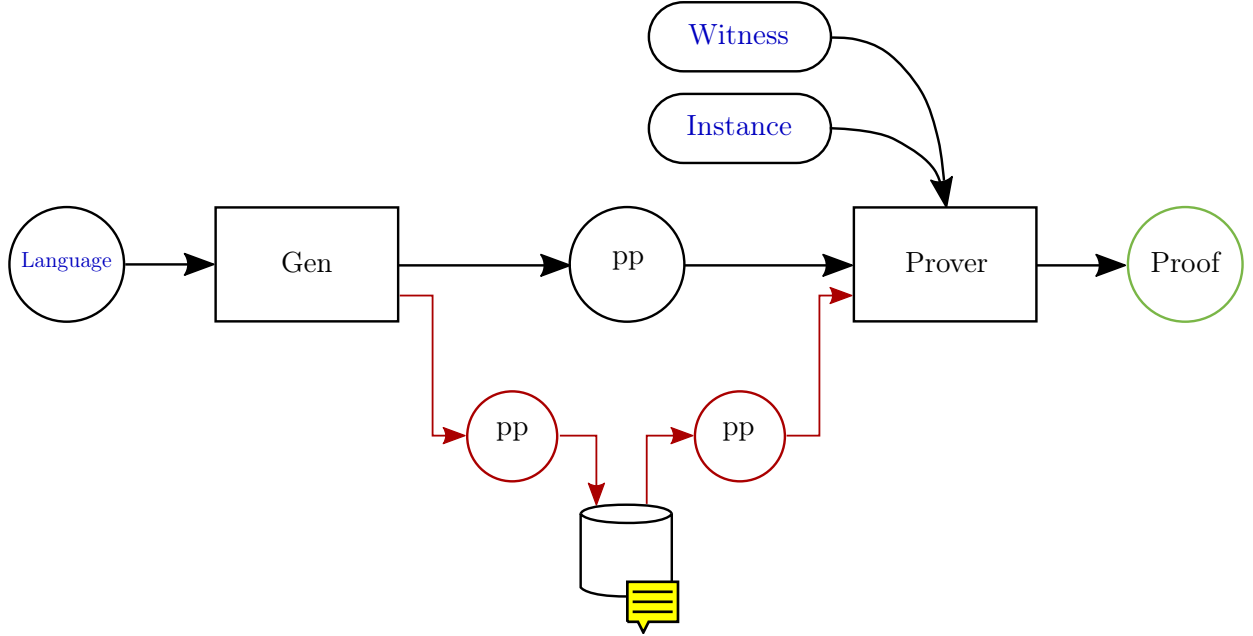 Witness
Instance
Language
Gen
pp
Prover
Proof
pp
pp